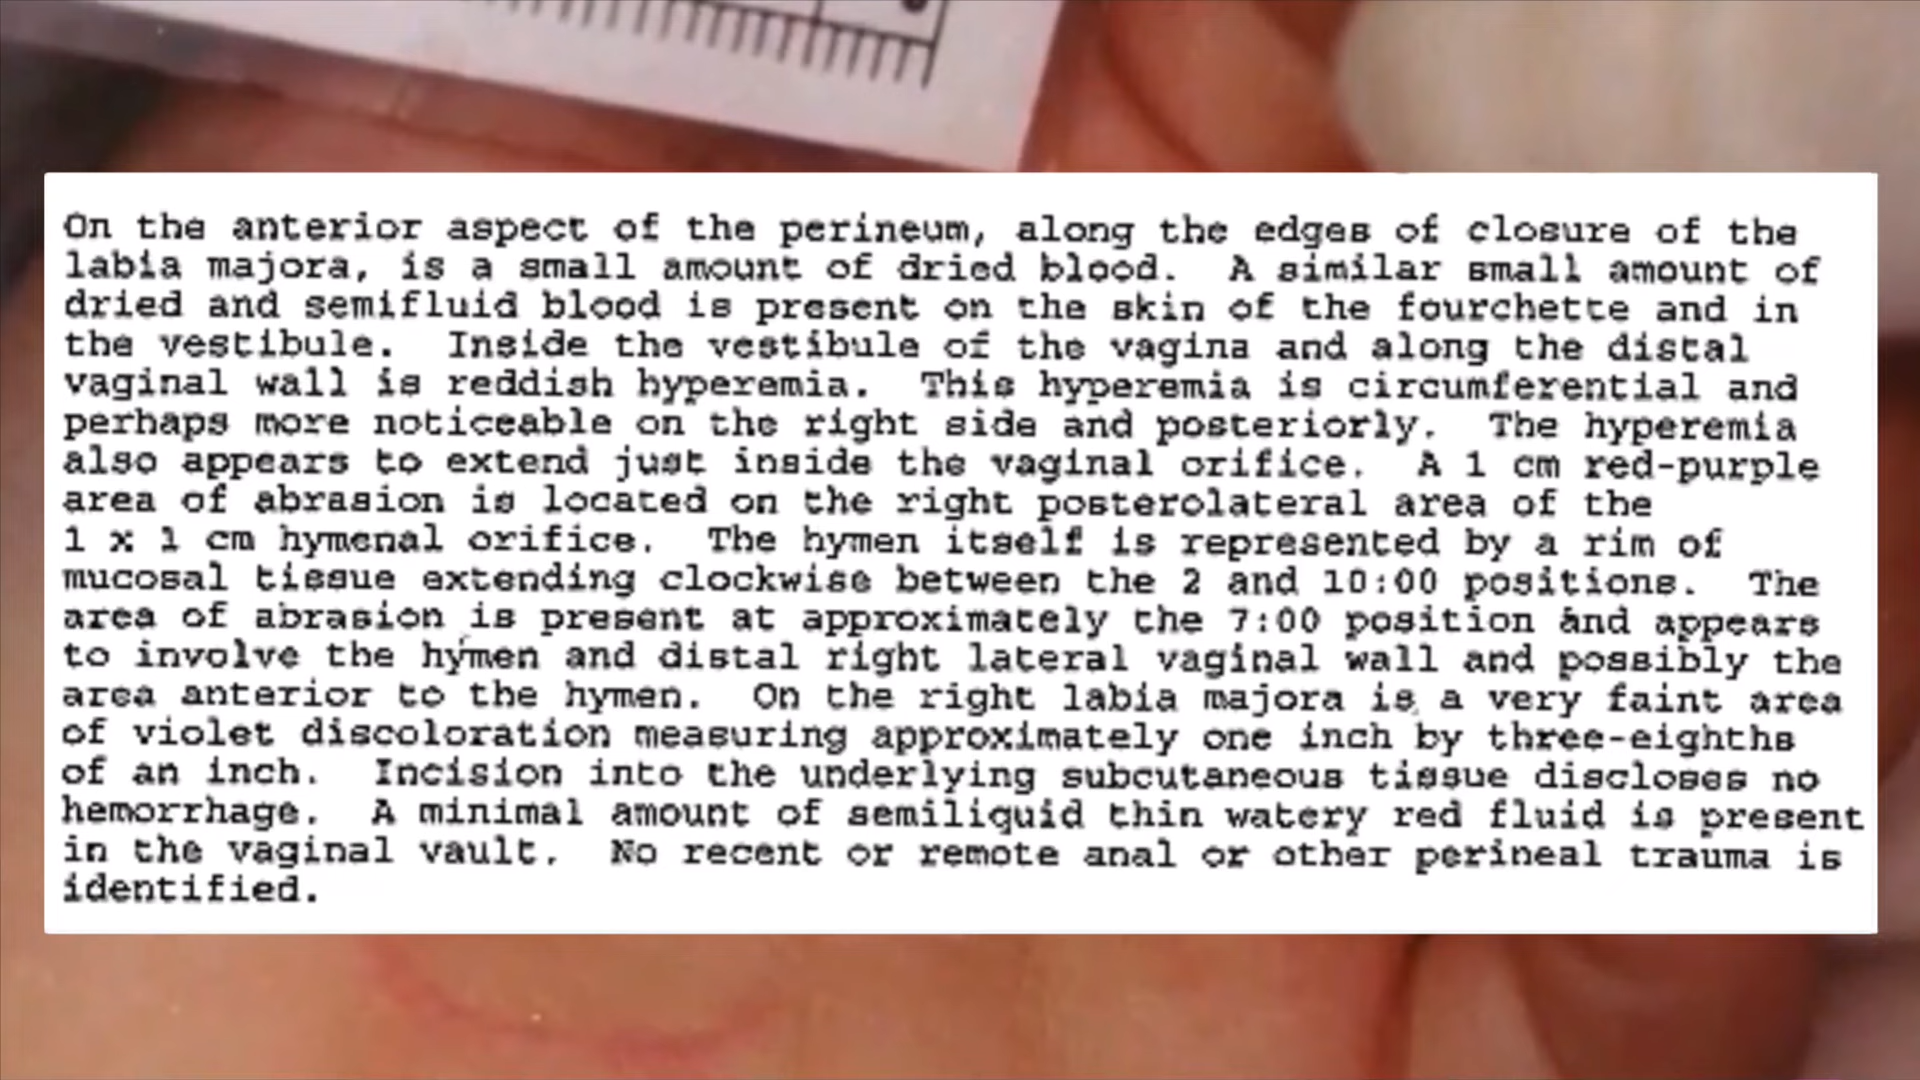 On the anterior aspect of the perineum, along the edges of closure of the
labia majora, is a small amount of dried blood. A similar small amount of
dried and semifluid blood is present on the skin of the fourchette and in
the vestibule. Inside the vestibule of the vagina and along the distal
vaginal wall is reddish hyperemia. This hyperemia is circumferential and
perhaps more noticeable on the right side and posteriorly. The hyperemia
also appears to extend just inside the vaginal orifice. A 1 cm red-purple
area of abrasion is located on the right posterolateral area of the
1 x 1 cm hymenal orifice. The hymen itself is represented by a rim of
mucosal tissue extending clockwise between the 2 and 10:00 positions. The
area of abrasion is present at approximately the 7:00 position and appears
to involve the hymen and distal right lateral vaginal wall and possibly the
area anterior to the hymen. On the right labia majora is a very faint area
of violet discoloration measuring approximately one inch by three-eighths
of an inch. Incision into the underlying subcutaneous tissue discloses no
hemorrhage. A minimal amount of semiliquid thin watery red fluid is present
in the vaginal vault. No recent or remote anal or other perineal trauma is
identified.